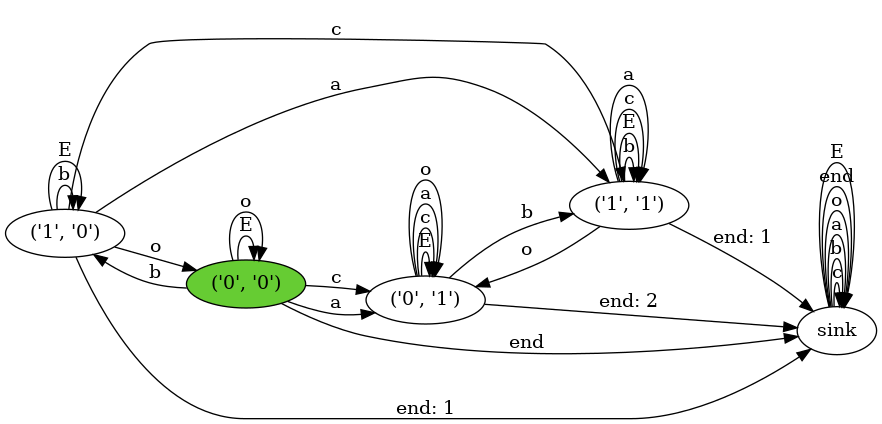 c
a
a
c
E
b
E
b
('1', '0')
('1', '1')
o
a
c
E
o
E
b
o
end: 1
o
b
('0', '0')
c
a
('0', '1')
end: 2
end
E
end
o
a
b
c
sink
end: 1